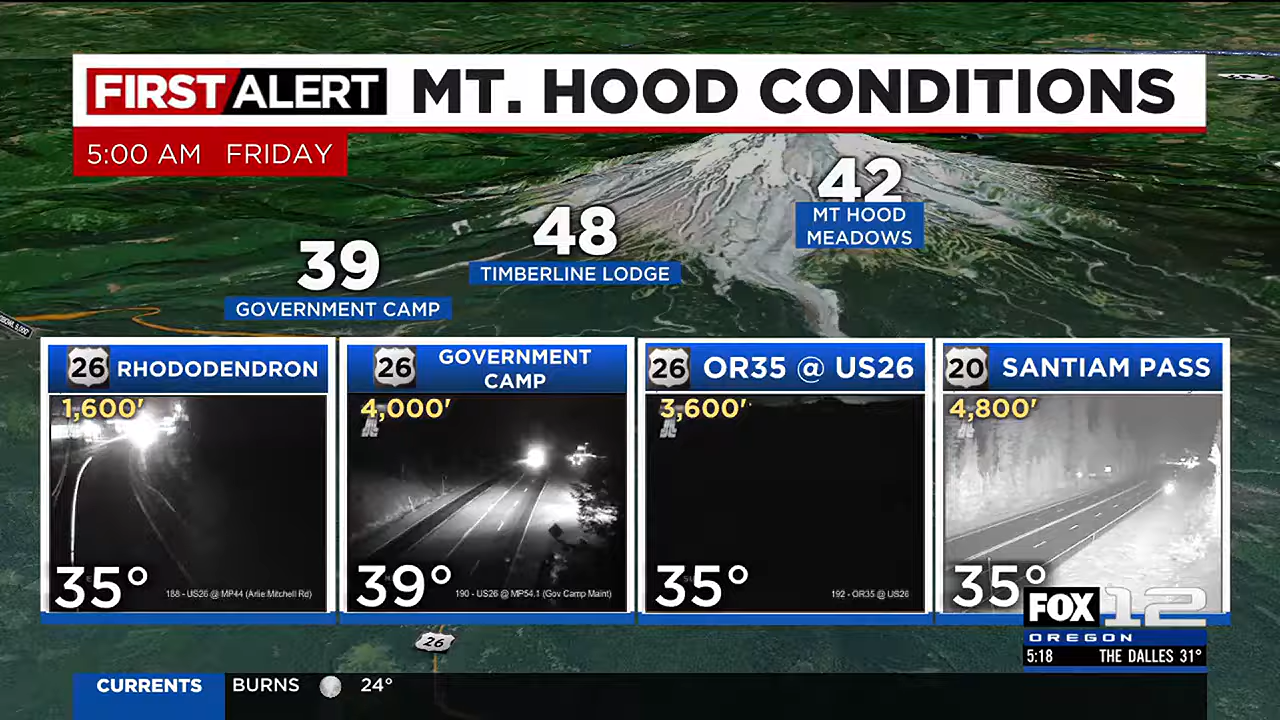 FIRST ALERT MT. HOOD CONDITIONS
5:00 AM FRIDAY
42
MT HOOD
MEADOWS
48
TIMBERLINE LODGE
39
GOVERNMENT CAMP
26 RHODODENDRON
1,600'
35°
188 - US26 @ MP44 (Arlie Mitchell Rd)
26 GOVERNMENT
CAMP
4,000'
39°
190 - US26 @ MP54.1 (Gov Camp Maint)
26 OR35 @ US26
3,600'
35°
192 - OR35 @ US26
20 SANTIAM PASS
4,800'
35°
FOX 12
OREGON
5:18 THE DALLES 31°
26
CURRENTS BURNS 24°